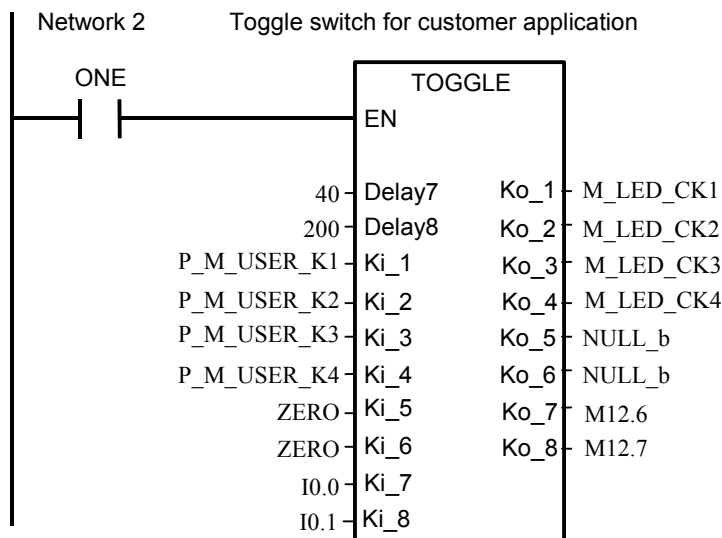 Network 2 Toggle switch for customer application
ONE
TOGGLE
EN
40 Delay7 Ko_1 M_LED_CK1
200 Delay8 Ko_2 M_LED_CK2
P_M_USER_K1 Ki_1 Ko_3 M_LED_CK3
P_M_USER_K2 Ki_2 Ko_4 M_LED_CK4
P_M_USER_K3 Ki_3 Ko_5 NULL_b
P_M_USER_K4 Ki_4 Ko_6 NULL_b
ZERO Ki_5 Ko_7 M12.6
ZERO Ki_6 Ko_8 M12.7
I0.0 Ki_7
I0.1 Ki_8